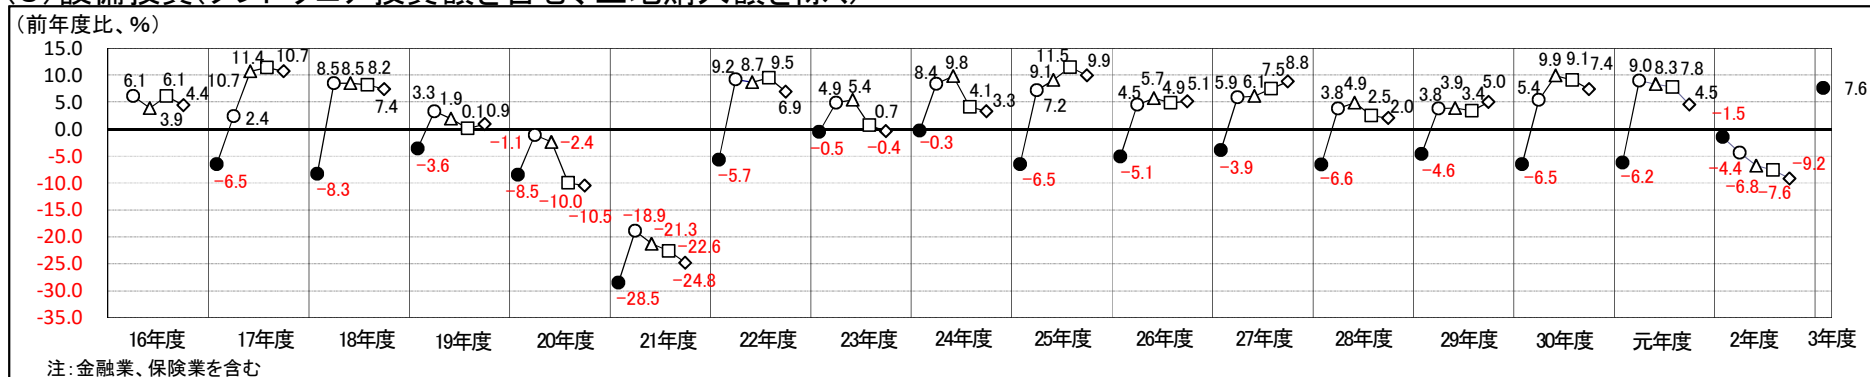 (前年度比、%)
15.0
10.0
5.0
0.0
-5.0
-10.0
-15.0
-20.0
-25.0
-30.0
-35.0
6.1 3.9 6.1 4.4
-6.5 2.4 10.7 11.4 10.7
-8.3 8.5 8.5 8.2 7.4
-3.6 3.3 1.9 0.1 0.9
-8.5 -1.1 -2.4 -10.0 -10.5
-28.5 -18.9 -21.3 -22.6 -24.8
-5.7 9.2 8.7 9.5 6.9
-0.5 4.9 5.4 0.7 -0.4
-0.3 8.4 9.8 4.1 3.3
-6.5 7.2 9.1 11.5 9.9
-5.1 4.5 5.7 4.9 5.1
-3.9 5.9 6.1 7.5 8.8
-6.6 3.8 4.9 2.5 2.0
-4.6 3.8 3.9 3.4 5.0
-6.5 5.4 9.9 9.1 7.4
-6.2 9.0 8.3 7.8 4.5
-1.5 -4.4 -6.8 -7.6 -9.2
7.6
16年度 17年度 18年度 19年度 20年度 21年度 22年度 23年度 24年度 25年度 26年度 27年度 28年度 29年度 30年度 元年度 2年度 3年度
注:金融業、保険業を含む